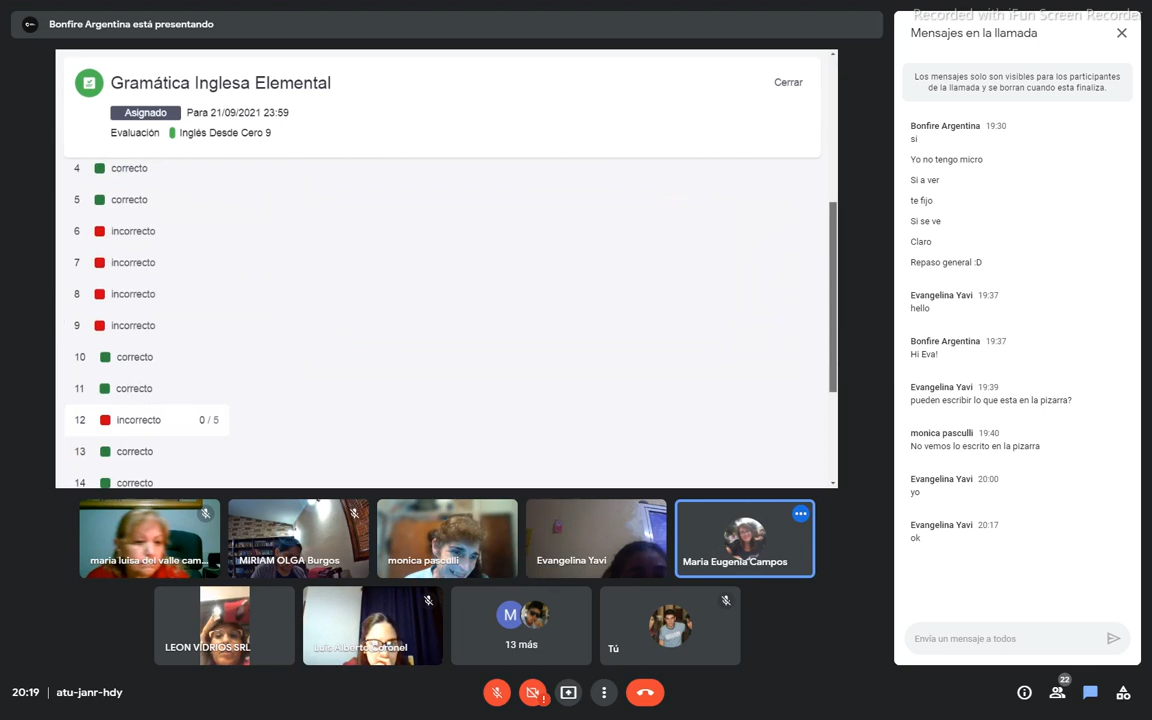 Bonfire Argentina está presentando
Recorded with iFun Screen Recorder
Mensajes en la llamada
Gramática Inglesa Elemental
Cerrar
Asignado Para 21/09/2021 23:59
Evaluación Inglés Desde Cero 9
4 correcto
5 correcto
6 incorrecto
7 incorrecto
8 incorrecto
9 incorrecto
10 correcto
11 correcto
12 incorrecto 0 / 5
13 correcto
14 correcto
Los mensajes solo son visibles para los participantes
de la llamada y se borran cuando esta finaliza.
Bonfire Argentina 19:30
si
Yo no tengo micro
Si a ver
te fijo
Si se ve
Claro
Repaso general :D
Evangelina Yavi 19:37
hello
Bonfire Argentina 19:37
Hi Eva!
Evangelina Yavi 19:39
pueden escribir lo que esta en la pizarra?
monica pasculli 19:40
No vemos lo escrito en la pizarra
Evangelina Yavi 20:00
yo
Evangelina Yavi 20:17
ok
Envía un mensaje a todos
maria luisa del valle cam...
MIRIAM OLGA Burgos
monica pasculli
Evangelina Yavi
Maria Eugenia Campos
LEON VIDRIOS SRL
Luis Alberto Coronel
M
13 más
Tú
20:19 | atu-janr-hdy
22